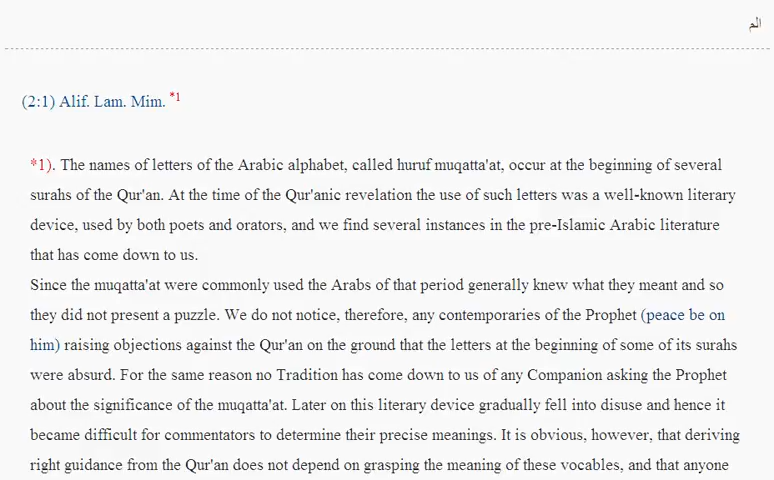 الم
(2:1) Alif. Lam. Mim. *1
*1). The names of letters of the Arabic alphabet, called huruf muqatta'at, occur at the beginning of several
surahs of the Qur'an. At the time of the Qur'anic revelation the use of such letters was a well-known literary
device, used by both poets and orators, and we find several instances in the pre-Islamic Arabic literature
that has come down to us.
Since the muqatta'at were commonly used the Arabs of that period generally knew what they meant and so
they did not present a puzzle. We do not notice, therefore, any contemporaries of the Prophet (peace be on
him) raising objections against the Qur'an on the ground that the letters at the beginning of some of its surahs
were absurd. For the same reason no Tradition has come down to us of any Companion asking the Prophet
about the significance of the muqatta'at. Later on this literary device gradually fell into disuse and hence it
became difficult for commentators to determine their precise meanings. It is obvious, however, that deriving
right guidance from the Qur'an does not depend on grasping the meaning of these vocables, and that anyone